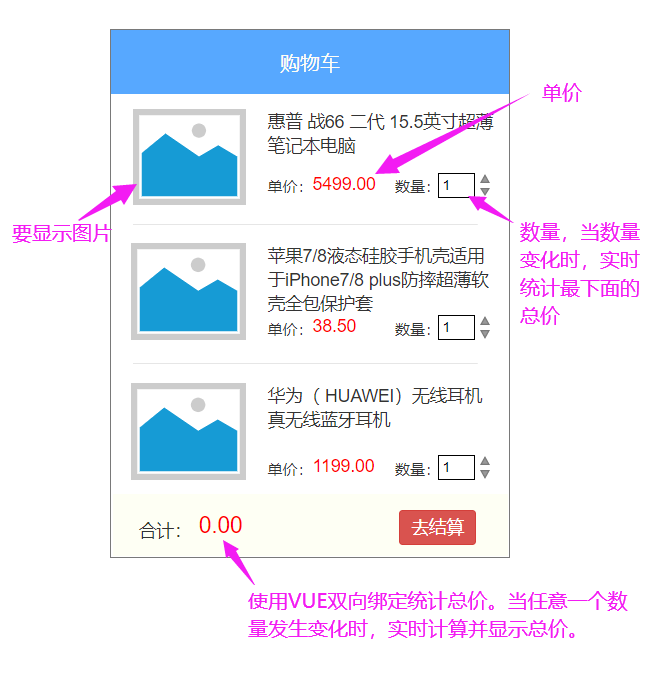 购物车
单价
惠普 战66 二代 15.5英寸超薄
笔记本电脑
单价：5499.00 数量：1
要显示图片
数量，当数量
变化时，实时
统计最下面的
总价
苹果7/8液态硅胶手机壳适用
于iPhone7/8 plus防摔超薄软
壳全包保护套
单价：38.50 数量：1
华为（ HUAWEI）无线耳机
真无线蓝牙耳机
单价：1199.00 数量：1
合计： 0.00 去结算
使用VUE双向绑定统计总价。当任意一个数
量发生变化时，实时计算并显示总价。